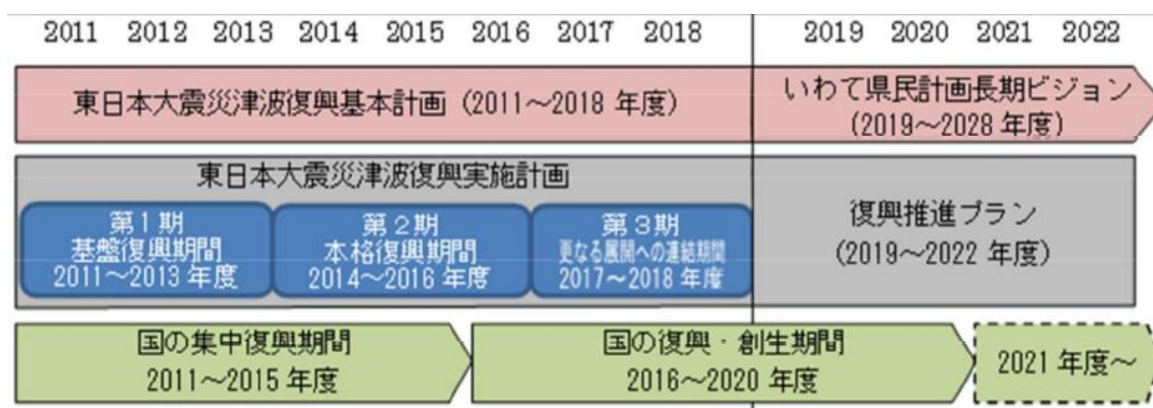 2011 2012 2013 2014 2015 2016 2017 2018 2019 2020 2021 2022
東日本大震災津波復興基本計画（2011～2018 年度）
いわて県民計画長期ビジョン
（2019～2028 年度）
東日本大震災津波復興実施計画
第１期
基盤復興期間
2011～2013 年度
第２期
本格復興期間
2014～2016 年度
第３期
更なる展開への連結期間
2017～2018 年度
復興推進プラン
（2019～2022 年度）
国の集中復興期間
2011～2015 年度
国の復興・創生期間
2016～2020 年度
2021 年度～